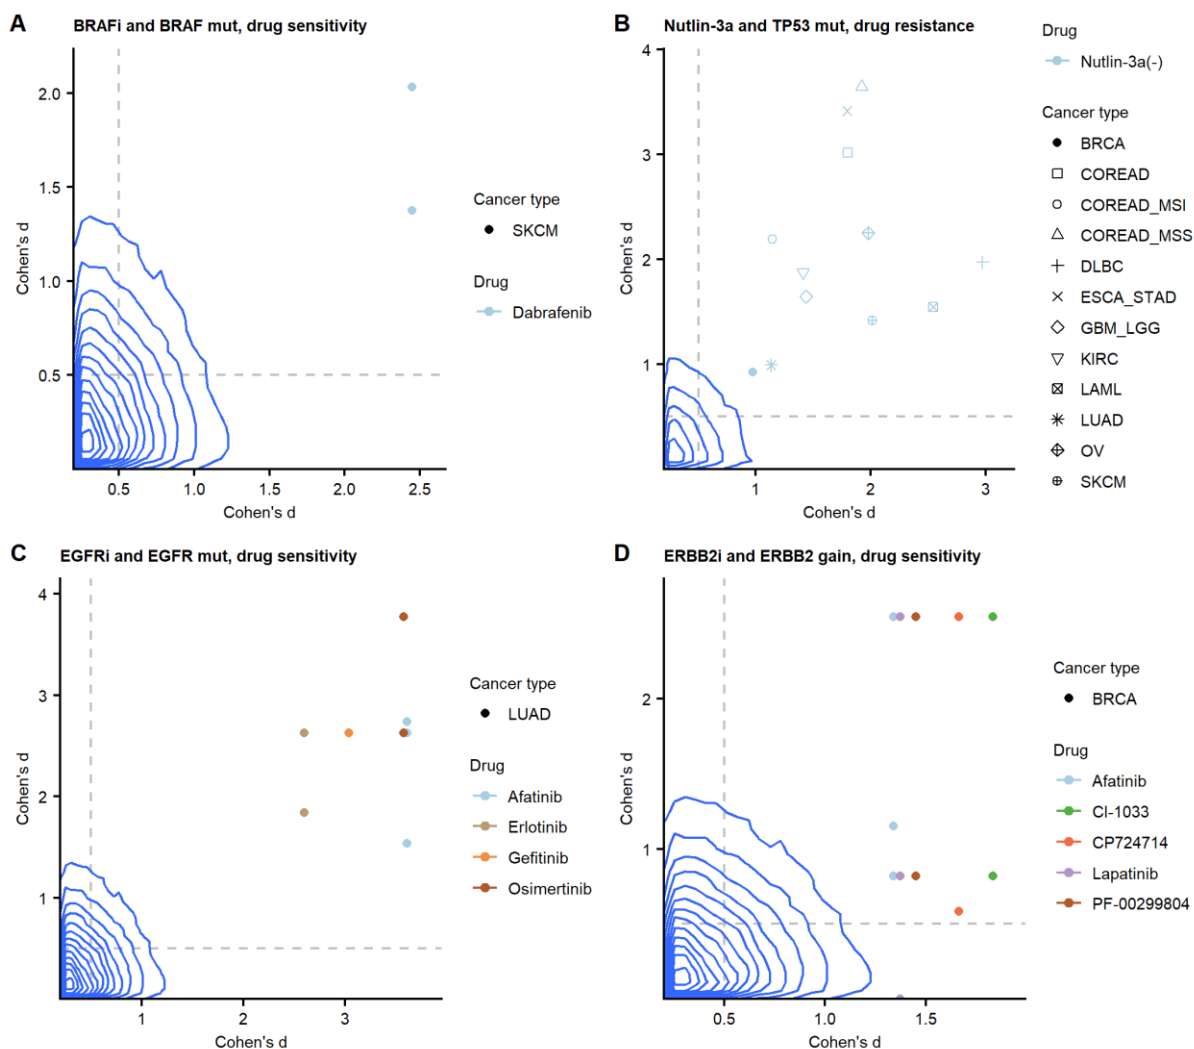 A
BRAFi and BRAF mut, drug sensitivity
2.0
1.5
1.0
0.5
Cohen's d
0.5
1.0
1.5
2.0
2.5
Cohen's d
Cancer type
SKCM
Drug
Dabrafenib
B
Nutlin-3a and TP53 mut, drug resistance
4
3
2
1
Cohen's d
1
2
3
Cohen's d
Drug
Nutlin-3a(-)
Cancer type
BRCA
COREAD
COREAD_MSI
COREAD_MSS
DLBC
ESCA_STAD
GBM_LGG
KIRC
LAML
LUAD
OV
SKCM
C
EGFRi and EGFR mut, drug sensitivity
4
3
2
1
Cohen's d
1
2
3
Cohen's d
Cancer type
LUAD
Drug
Afatinib
Erlotinib
Gefitinib
Osimertinib
D
ERBB2i and ERBB2 gain, drug sensitivity
2
1
Cohen's d
0.5
1.0
1.5
Cohen's d
Cancer type
BRCA
Drug
Afatinib
CI-1033
CP724714
Lapatinib
PF-00299804